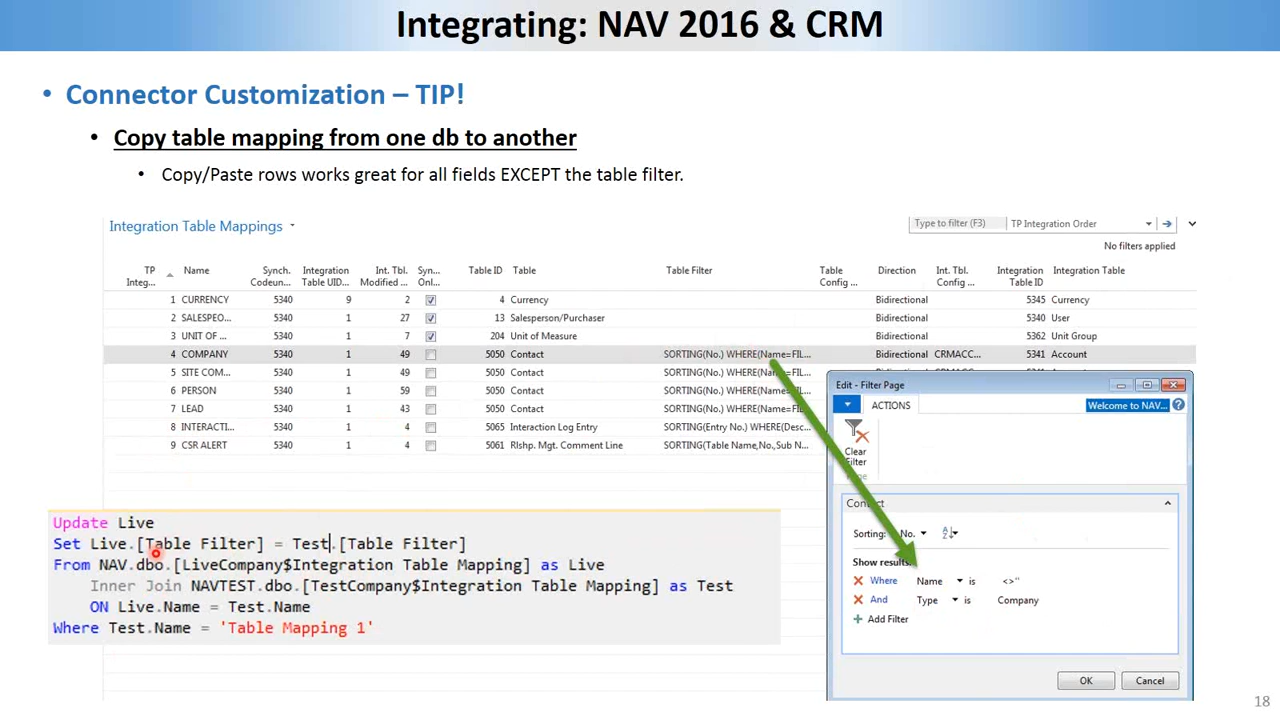 Integrating: NAV 2016 & CRM
• Connector Customization – TIP!
• Copy table mapping from one db to another
• Copy/Paste rows works great for all fields EXCEPT the table filter.
Integration Table Mappings
Type to filter (F3) TP Integration Order
No filters applied
TP Integ... Name Synch. Codeun... Integration Table UID... Int. Tbl. Modified ... Syn... Onl... Table ID Table Table Filter Table Config ... Direction Int. Tbl. Config ... Integration Table ID Integration Table
1 CURRENCY 5340 9 2 4 Currency Bidirectional 5345 Currency
2 SALESPEO... 5340 1 27 13 Salesperson/Purchaser Bidirectional 5340 User
3 UNIT OF ... 5340 1 7 204 Unit of Measure Bidirectional 5362 Unit Group
4 COMPANY 5340 1 49 5050 Contact SORTING(No.) WHERE(Name=FIL... Bidirectional CRMACC... 5341 Account
5 SITE COM... 5340 1 49 5050 Contact SORTING(No.) WHERE(Name=FIL...
6 PERSON 5340 1 59 5050 Contact SORTING(No.) WHERE(Name=FIL...
7 LEAD 5340 1 43 5050 Contact SORTING(No.) WHERE(Name=FIL
8 INTERACTI... 5340 1 4 5065 Interaction Log Entry SORTING(Entry No.) WHERE(Desc...
9 CSR ALERT 5340 1 4 5061 Rlshp. Mgt. Comment Line SORTING(Table Name,No.,Sub N...
Edit - Filter Page
ACTIONS Welcome to NAV...
Clear
Filter
Page
Contact
Sorting: No.
Show results:
Where Name is <>''
And Type is Company
Add Filter
OK Cancel
Update Live
Set Live.[Table Filter] = Test.[Table Filter]
From NAV.dbo.[LiveCompany$Integration Table Mapping] as Live
Inner Join NAVTEST.dbo.[TestCompany$Integration Table Mapping] as Test
ON Live.Name = Test.Name
Where Test.Name = 'Table Mapping 1'
18